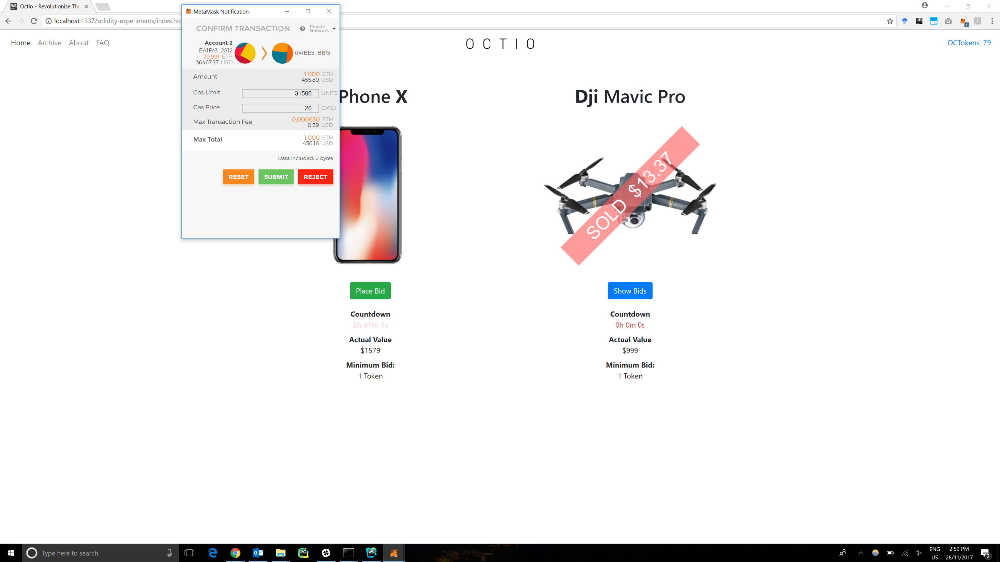 Octio - Revolutionise The
MetaMask Notification
localhost:1337/solidity-experiments/index.htm
CONFIRM TRANSACTION
Private
Network
Account 2
EA1Fe3...2812
79.991 ETH
36467.37 USD
d41BE5...BBf5
Amount
1.000 ETH
455.89 USD
Gas Limit
31500 UNITS
Gas Price
20 GWEI
Max Transaction Fee
0.000630 ETH
0.29 USD
Max Total
1.000 ETH
456.18 USD
Data included: 0 bytes
RESET SUBMIT REJECT
Home Archive About FAQ
OCTIO
OCTokens: 79
Phone X
Place Bid
Countdown
2h 47m 1s
Actual Value
$1579
Minimum Bid:
1 Token
Dji Mavic Pro
SOLD $13.37
MAVIC PRO
Show Bids
Countdown
0h 0m 0s
Actual Value
$999
Minimum Bid:
1 Token
Type here to search
ENG
US
2:50 PM
26/11/2017
2